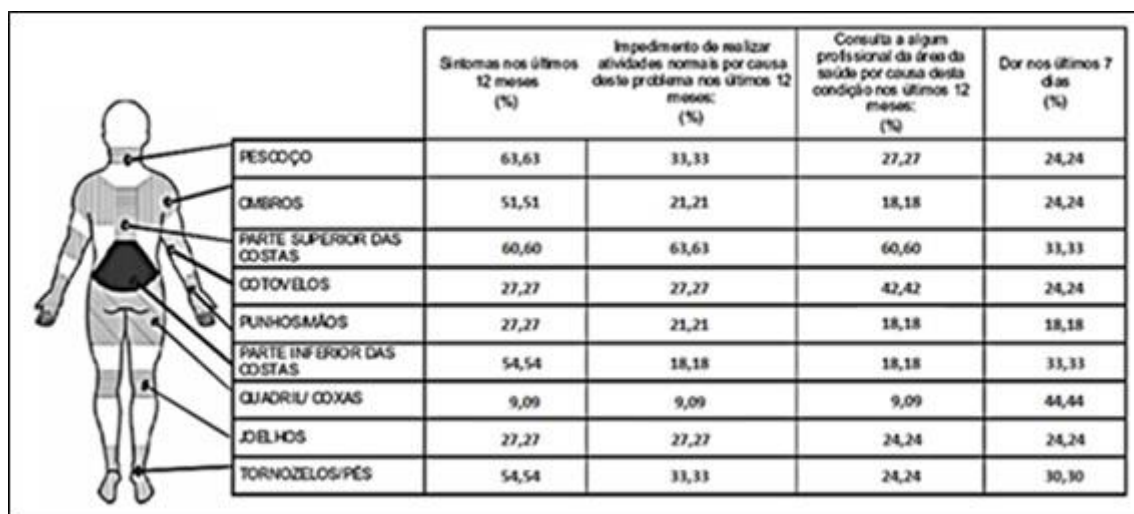 Sintomas nos últimos
12 meses
(%)
Impedimento de realizar
atividades normais por causa
deste problema nos últimos 12
meses:
(%)
Consulta a algum
profissional da área da
saúde por causa desta
condição nos últimos 12
meses:
(%)
Dor nos últimos 7
dias
(%)
PESCOÇO 63,63 33,33 27,27 24,24
OMBROS 51,51 21,21 18,18 24,24
PARTE SUPERIOR DAS
COSTAS 60,60 63,63 60,60 33,33
COTOVELOS 27,27 27,27 42,42 24,24
PUNHOS/MÃOS 27,27 21,21 18,18 18,18
PARTE INFERIOR DAS
COSTAS 54,54 18,18 18,18 33,33
QUADRIL/ COXAS 9,09 9,09 9,09 44,44
JOELHOS 27,27 27,27 24,24 24,24
TORNOZELOS/PÉS 54,54 33,33 24,24 30,30